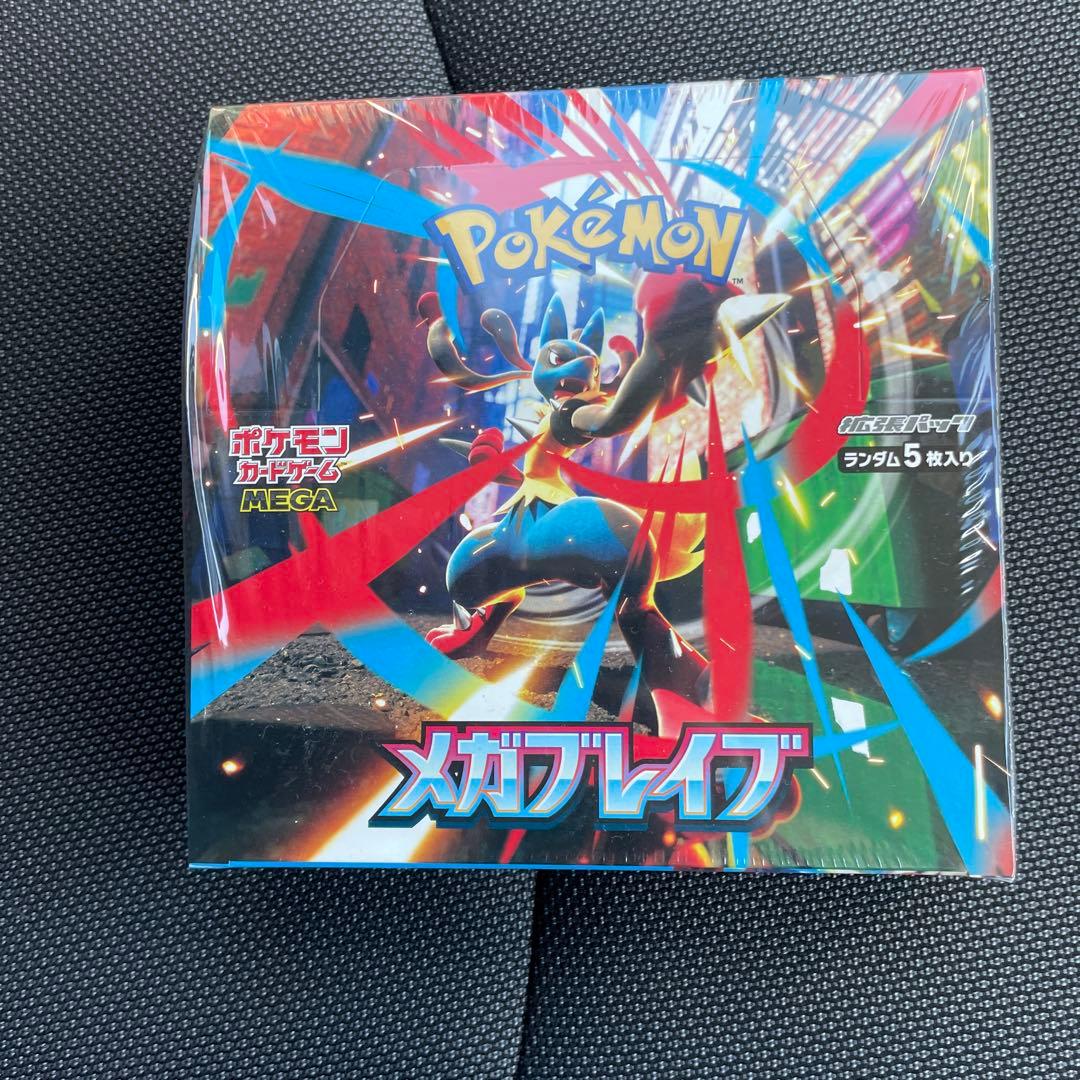 POKÉMON
TM
ポケモン
カードゲーム
MEGA
拡張パック
ランダム5枚入り
メガブレイブ